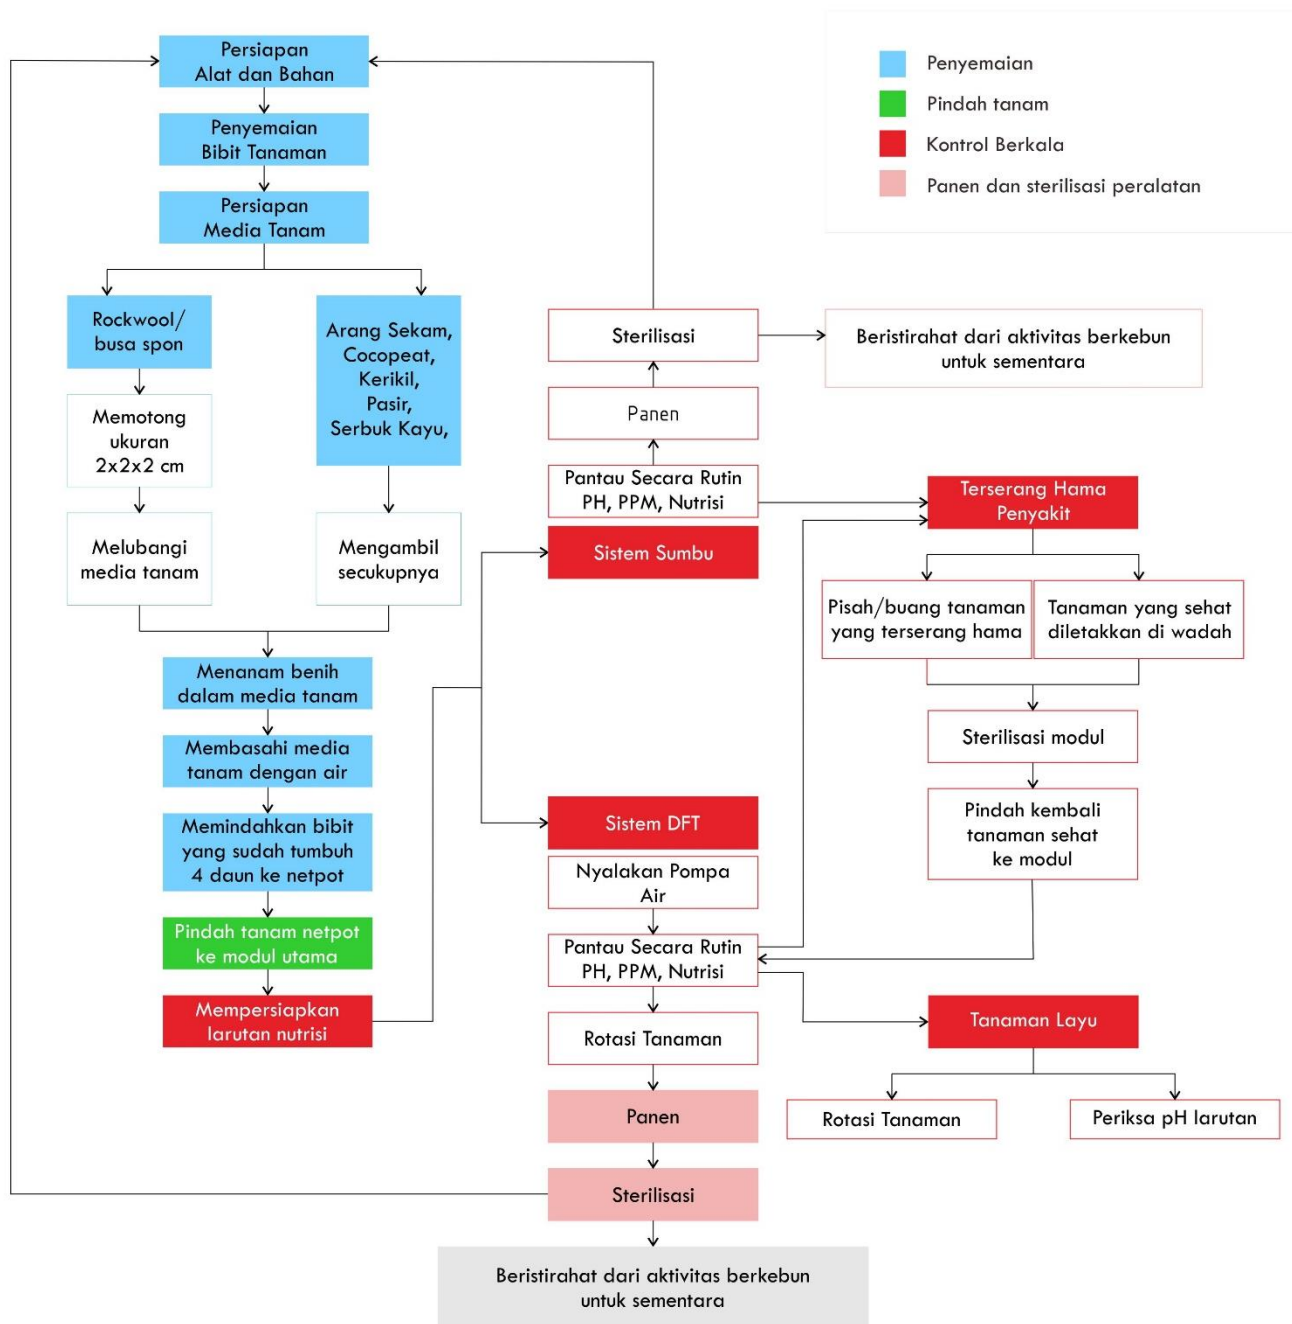 Persiapan
Alat dan Bahan
Penyemaian
Bibit Tanaman
Persiapan
Media Tanam
Rockwool/
busa spon
Memotong
ukuran
2x2x2 cm
Melubangi
media tanam
Arang Sekam,
Cocopeat,
Kerikil,
Pasir,
Serbuk Kayu,
Mengambil
secukupnya
Menanam benih
dalam media tanam
Membasahi media
tanam dengan air
Memindahkan bibit
yang sudah tumbuh
4 daun ke netpot
Pindah tanam netpot
ke modul utama
Mempersiapkan
larutan nutrisi
Penyemaian
Pindah tanam
Kontrol Berkala
Panen dan sterilisasi peralatan
Sterilisasi
Beristirahat dari aktivitas berkebun
untuk sementara
Panen
Pantau Secara Rutin
PH, PPM, Nutrisi
Sistem Sumbu
Terserang Hama
Penyakit
Pisah/buang tanaman
yang terserang hama
Tanaman yang sehat
diletakkan di wadah
Sterilisasi modul
Pindah kembali
tanaman sehat
ke modul
Sistem DFT
Nyalakan Pompa
Air
Pantau Secara Rutin
PH, PPM, Nutrisi
Rotasi Tanaman
Panen
Sterilisasi
Tanaman Layu
Rotasi Tanaman
Periksa pH larutan
Beristirahat dari aktivitas berkebun
untuk sementara